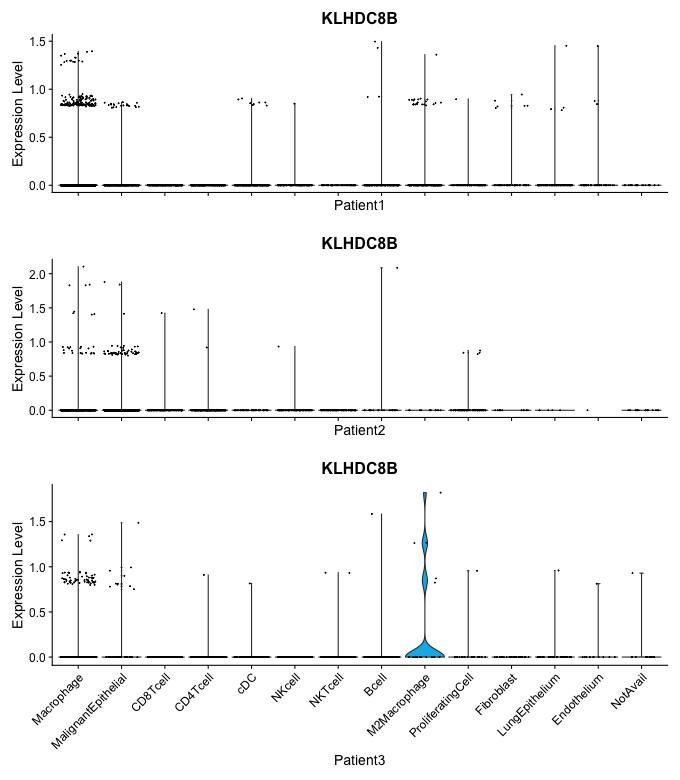 KLHDC8B
Expression Level
1.5
1.0
0.5
0.0
Patient1
KLHDC8B
Expression Level
2.0
1.5
1.0
0.5
0.0
Patient2
KLHDC8B
Expression Level
1.5
1.0
0.5
0.0
Macrophage
MalignantEpithelial
CD8Tcell
CD4Tcell
cDC
NKcell
NKTcell
Bcell
M2Macrophage
ProliferatingCell
Fibroblast
LungEpithelium
Endothelium
NotAvail
Patient3